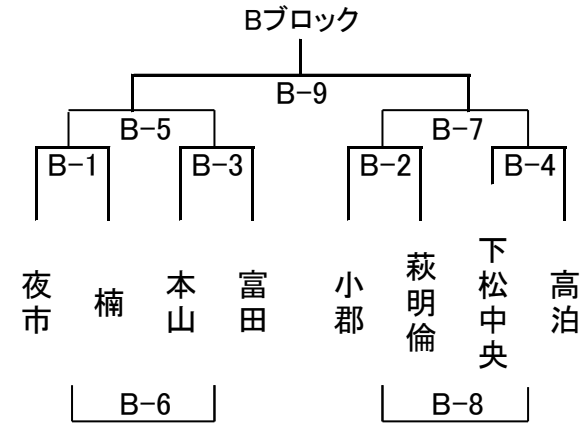 Bブロック
B-9
B-5
B-7
B-1
B-3
B-2
B-4
夜市
楠
本山
富田
小郡
萩明倫
下松中央
高泊
B-6
B-8